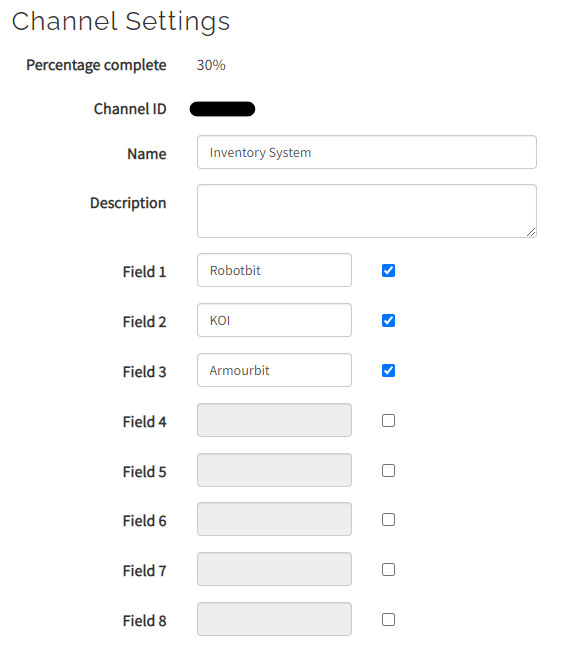 Channel Settings
Percentage complete 30%
Channel ID
Name Inventory System
Description
Field 1 Robotbit
Field 2 KOI
Field 3 Armourbit
Field 4
Field 5
Field 6
Field 7
Field 8